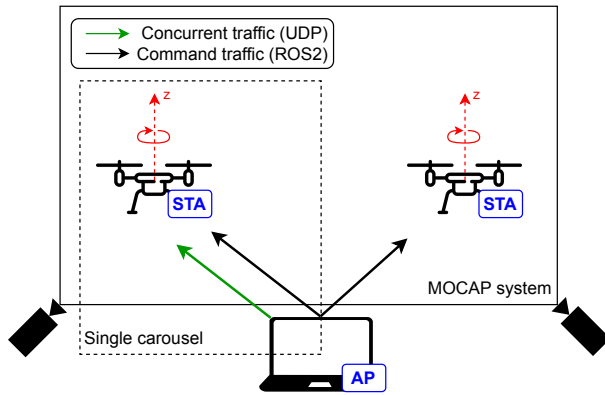 Concurrent traffic (UDP)
Command traffic (ROS2)
z
z
STA
STA
MOCAP system
Single carousel
AP